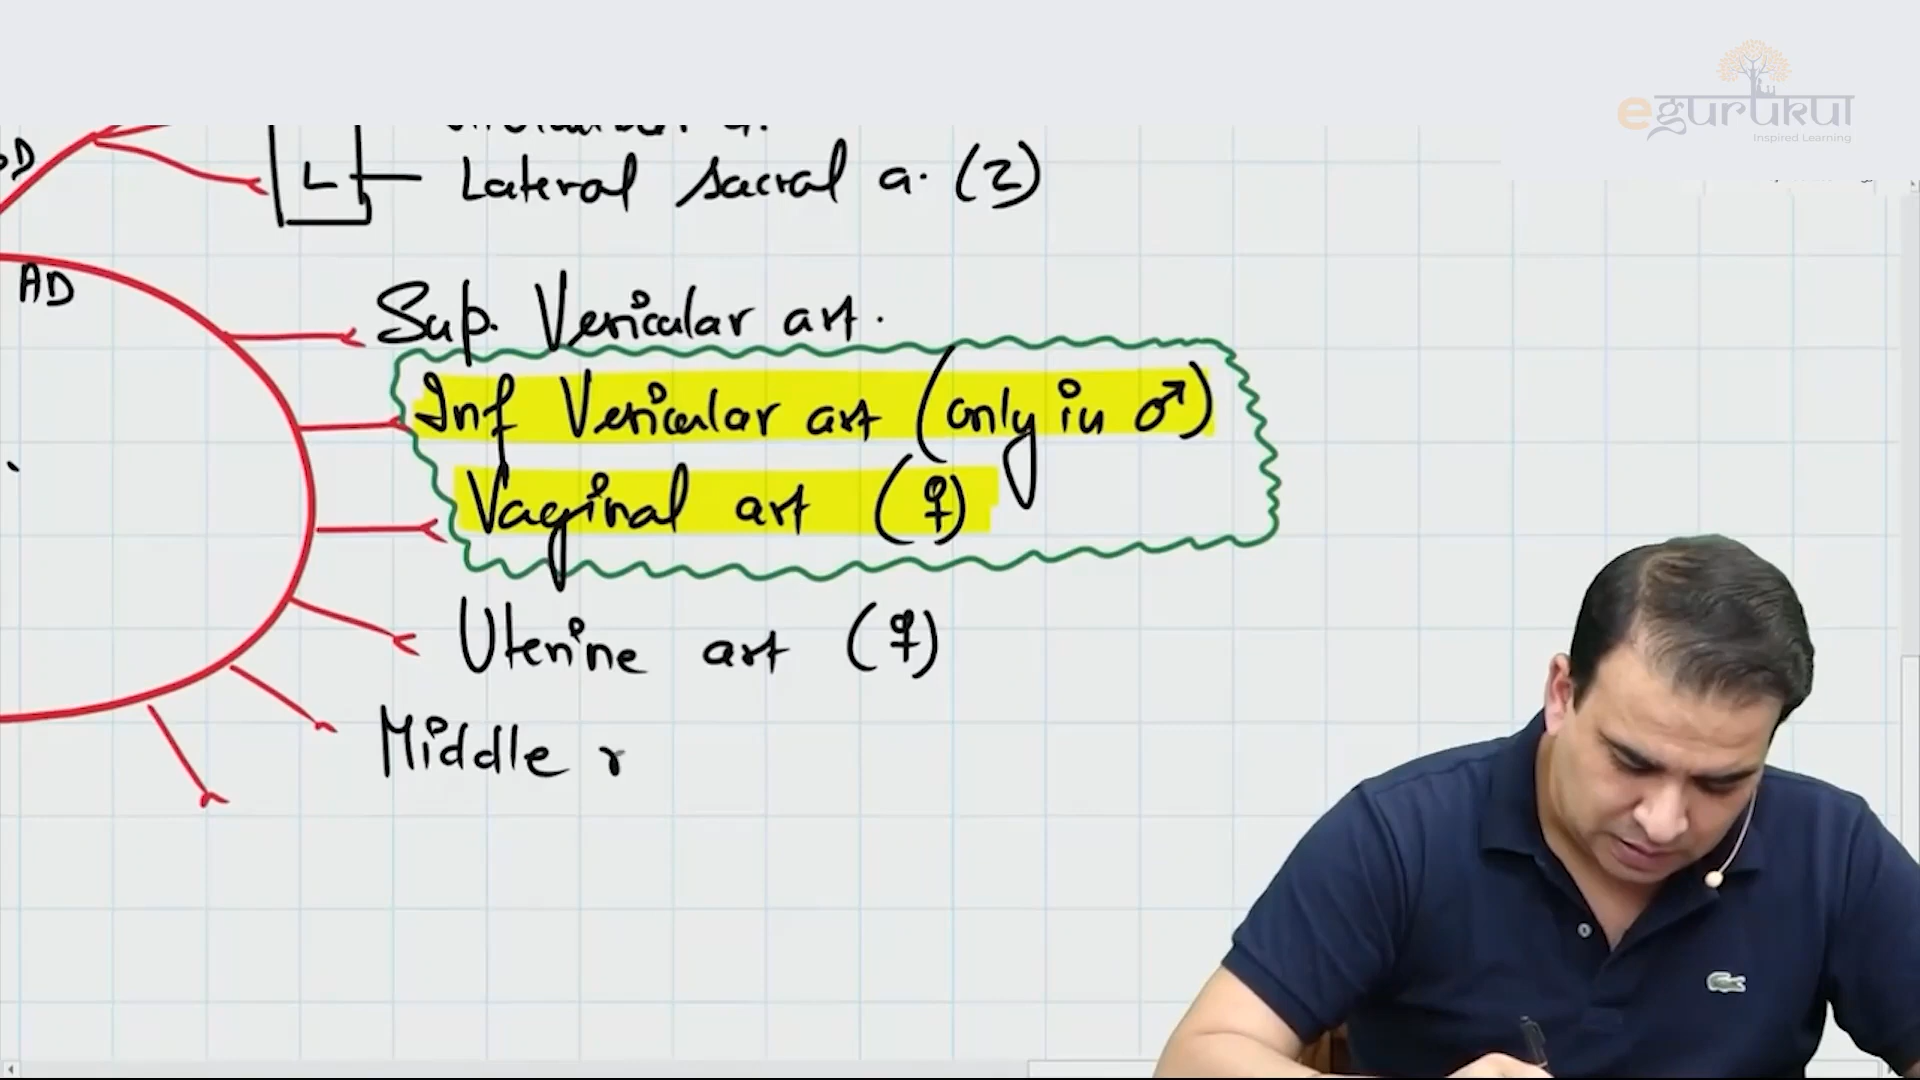 egurukul
Inspired Learning
OD
L
Lateral sacral a. (2)
AD
Sup. Vesicular art.
Inf Vesicular art (only in ♂)
Vaginal art (♀)
Uterine art (♀)
Middle r